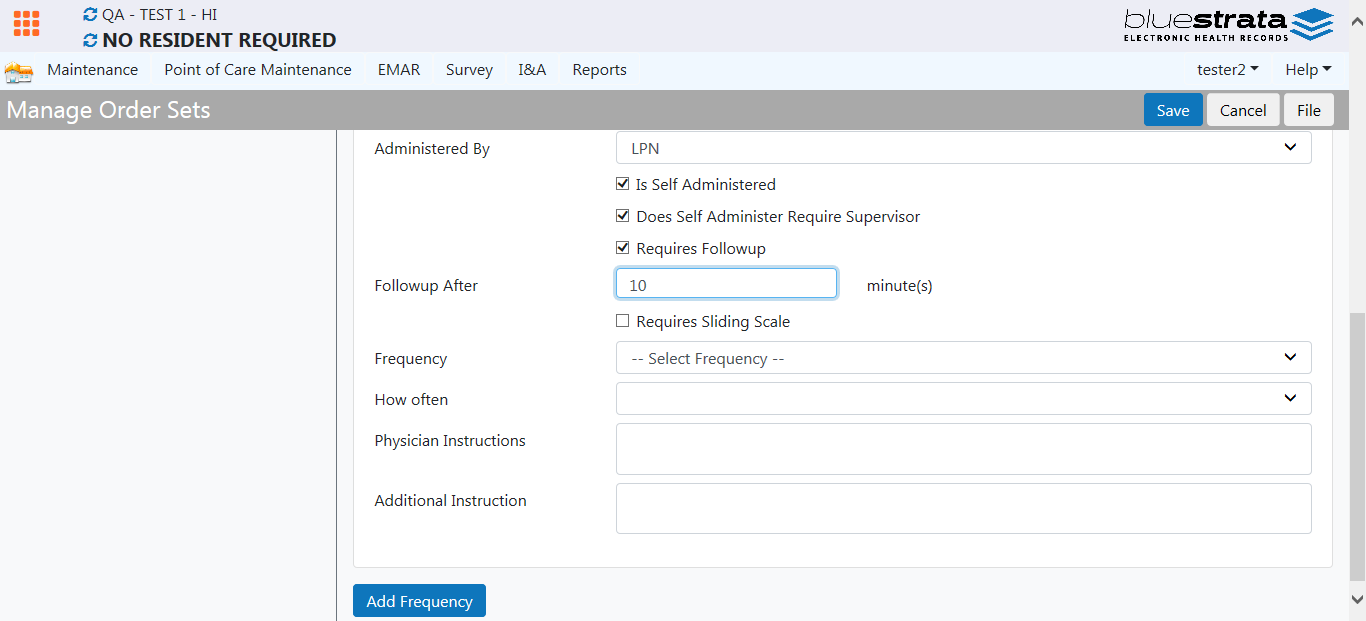 QA - TEST 1 - HI
NO RESIDENT REQUIRED
bluestrata
ELECTRONIC HEALTH RECORDS
Maintenance Point of Care Maintenance EMAR Survey I&A Reports tester2 Help
Manage Order Sets Save Cancel File
Administered By LPN
Is Self Administered
Does Self Administer Require Supervisor
Requires Followup
Followup After 10 minute(s)
Requires Sliding Scale
Frequency -- Select Frequency --
How often
Physician Instructions
Additional Instruction
Add Frequency